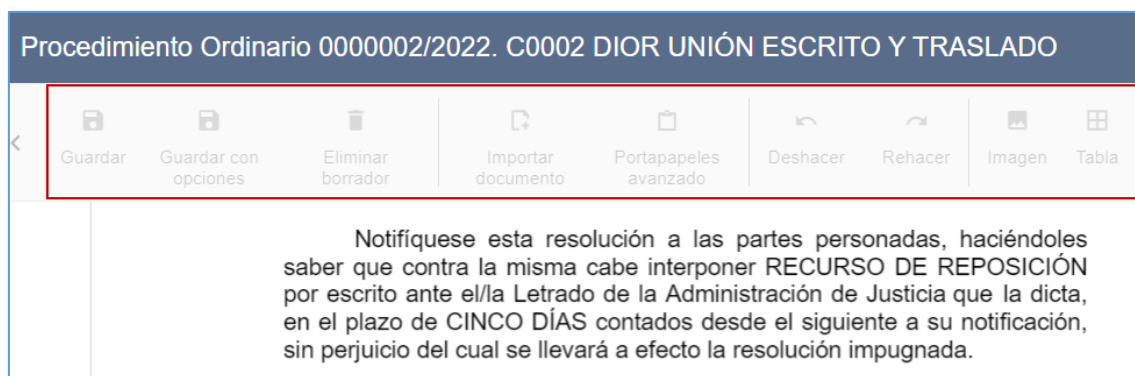 Procedimiento Ordinario 0000002/2022. C0002 DIOR UNIÓN ESCRITO Y TRASLADO
Guardar Guardar con opciones Eliminar borrador Importar documento Portapapeles avanzado Deshacer Rehacer Imagen Tabla
Notifíquese esta resolución a las partes personadas, haciéndoles
saber que contra la misma cabe interponer RECURSO DE REPOSICIÓN
por escrito ante el/la Letrado de la Administración de Justicia que la dicta,
en el plazo de CINCO DÍAS contados desde el siguiente a su notificación,
sin perjuicio del cual se llevará a efecto la resolución impugnada.